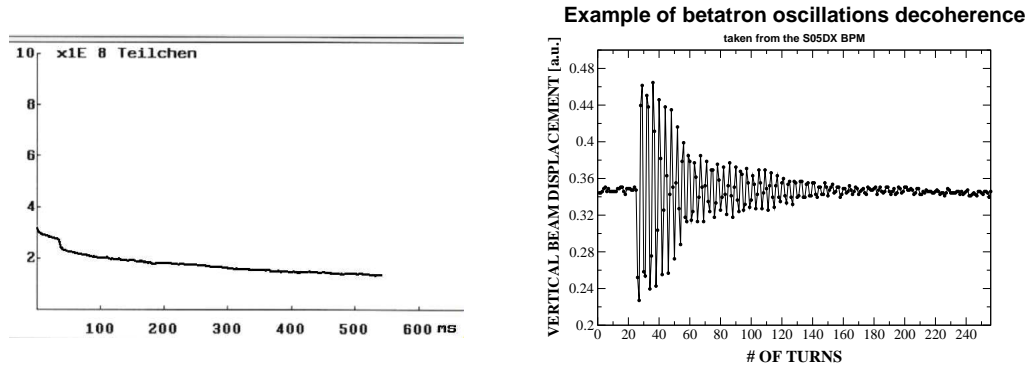 10 x1E 8 Teilchen
8
6
4
2
100 200 300 400 500 600 ms
Example of betatron oscillations decoherence
taken from the S05DX BPM
VERTICAL BEAM DISPLACEMENT [a.u.]
0.48
0.44
0.4
0.36
0.32
0.28
0.24
0.2
0 20 40 60 80 100 120 140 160 180 200 220 240
# OF TURNS